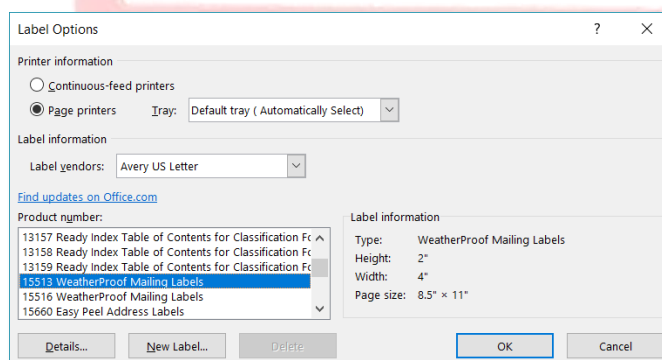 Label Options
?
Printer information
Continuous-feed printers
Page printers Tray: Default tray ( Automatically Select)
Label information
Label vendors: Avery US Letter
Find updates on Office.com
Product number:
13157 Ready Index Table of Contents for Classification Fc
13158 Ready Index Table of Contents for Classification Fc
13159 Ready Index Table of Contents for Classification Fc
15513 WeatherProof Mailing Labels
15516 WeatherProof Mailing Labels
15660 Easy Peel Address Labels
Label information
Type: WeatherProof Mailing Labels
Height: 2"
Width: 4"
Page size: 8.5" × 11"
Details... New Label... Delete OK Cancel